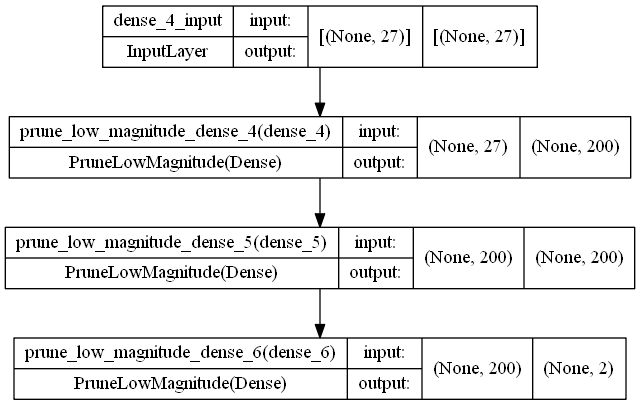 dense_4_input
input:
[(None, 27)]
[(None, 27)]
InputLayer
output:
prune_low_magnitude_dense_4(dense_4)
input:
(None, 27)
(None, 200)
PruneLowMagnitude(Dense)
output:
prune_low_magnitude_dense_5(dense_5)
input:
(None, 200)
(None, 200)
PruneLowMagnitude(Dense)
output:
prune_low_magnitude_dense_6(dense_6)
input:
(None, 200)
(None, 2)
PruneLowMagnitude(Dense)
output: